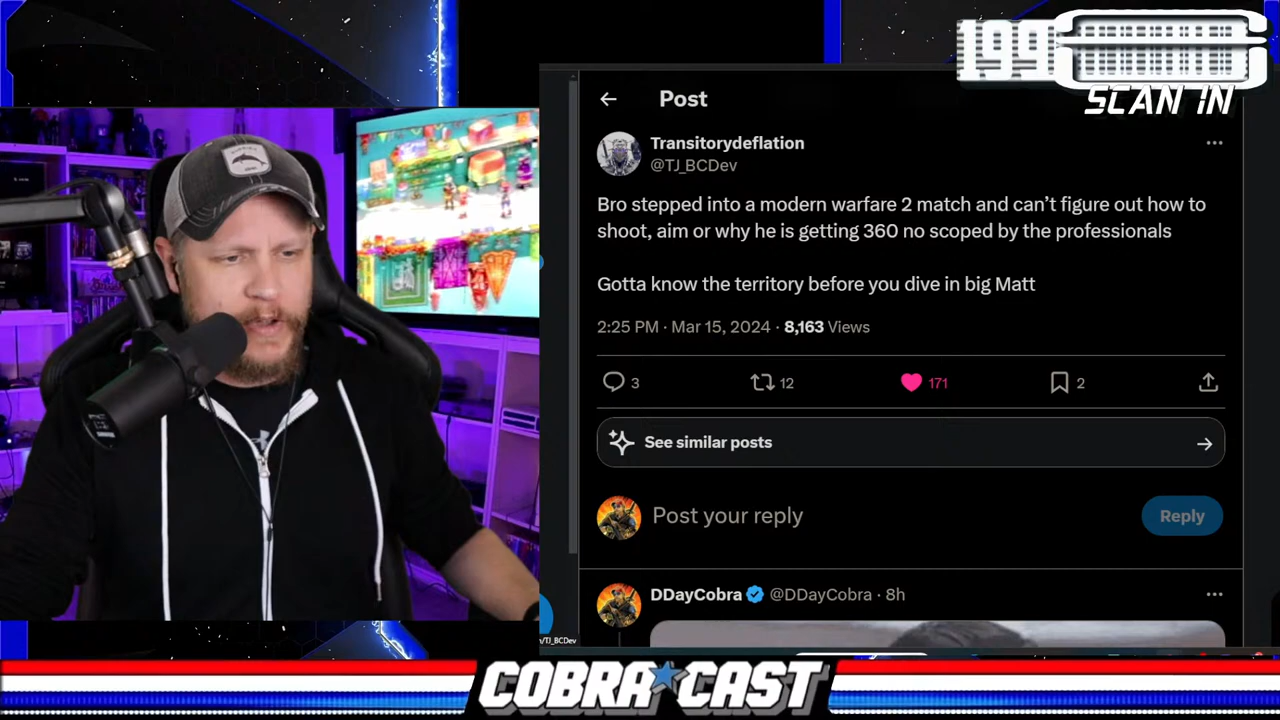 SCAN IN
Post
Transitorydeflation
@TJ_BCDev
Bro stepped into a modern warfare 2 match and can’t figure out how to
shoot, aim or why he is getting 360 no scoped by the professionals
Gotta know the territory before you dive in big Matt
2:25 PM · Mar 15, 2024 · 8,163 Views
3 12 171 2
See similar posts
Post your reply
Reply
DDayCobra @DDayCobra · 8h
/TJ_BCDev
COBRA CAST